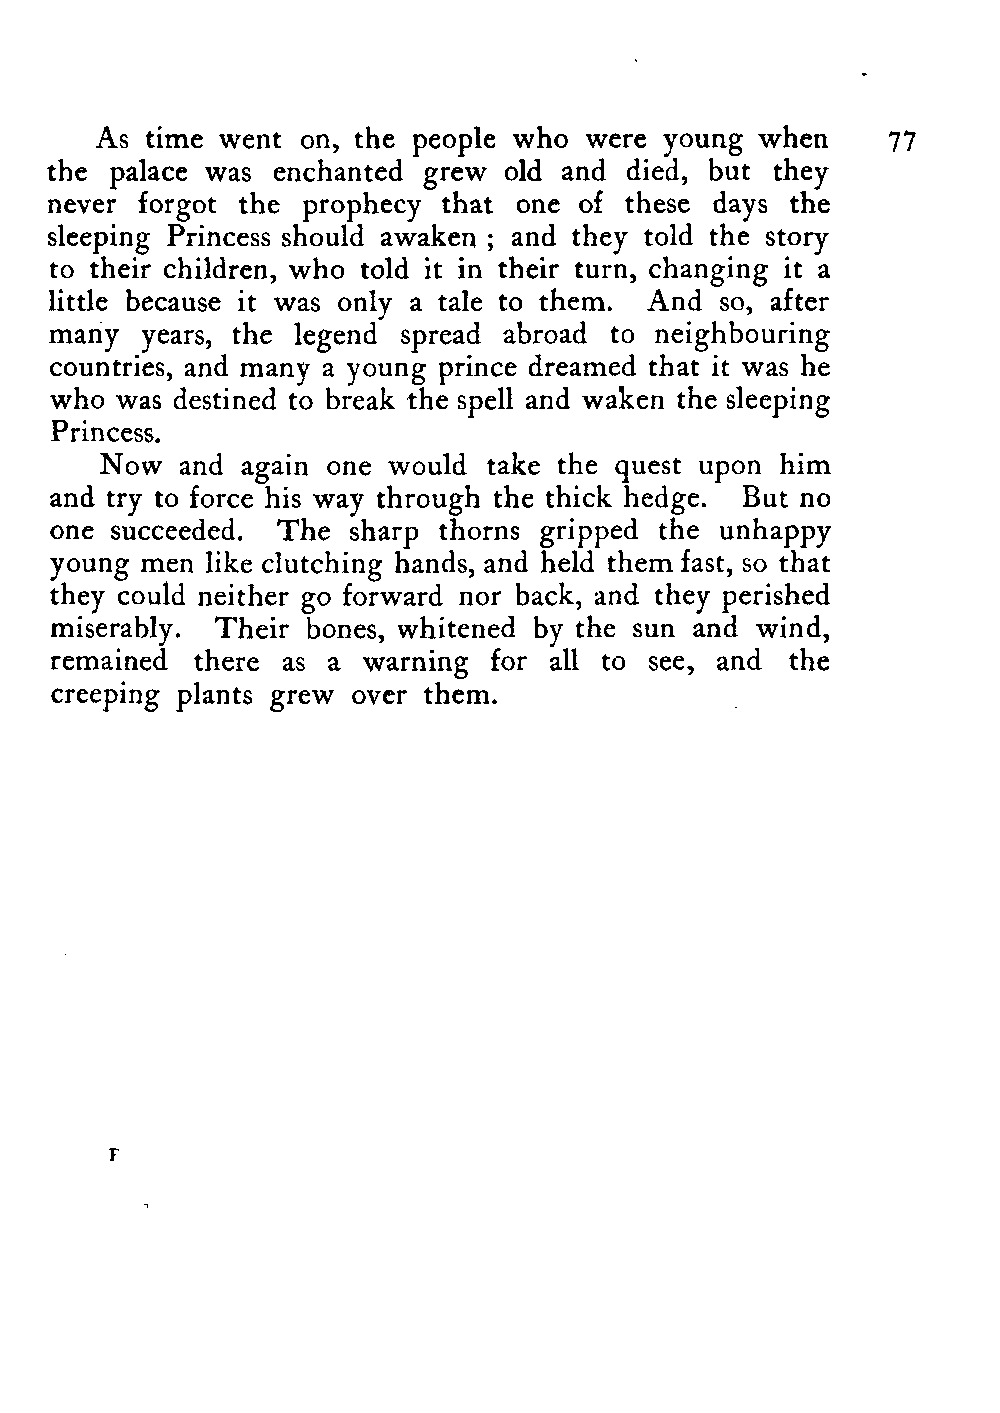 As time went on, the people who were young when 77
the palace was enchanted grew old and died, but they
never forgot the prophecy that one of these days the
sleeping Princess should awaken ; and they told the story
to their children, who told it in their turn, changing it a
little because it was only a tale to them. And so, after
many years, the legend spread abroad to neighbouring
countries, and many a young prince dreamed that it was he
who was destined to break the spell and waken the sleeping
Princess.
Now and again one would take the quest upon him
and try to force his way through the thick hedge. But no
one succeeded. The sharp thorns gripped the unhappy
young men like clutching hands, and held them fast, so that
they could neither go forward nor back, and they perished
miserably. Their bones, whitened by the sun and wind,
remained there as a warning for all to see, and the
creeping plants grew over them.
F